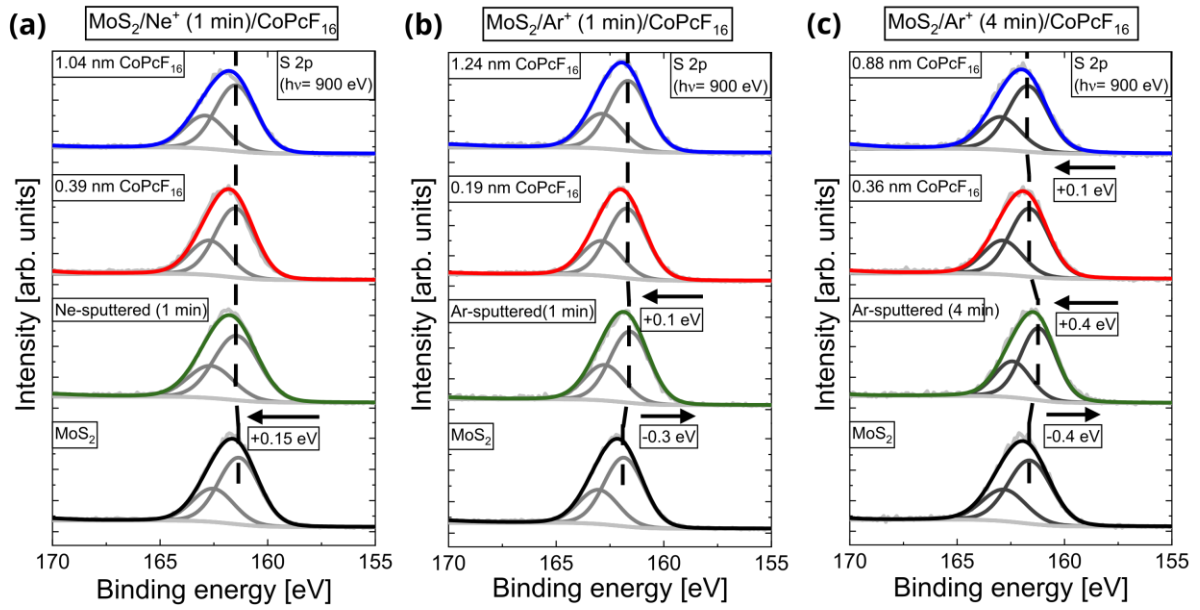 (a)
MoS₂/Ne⁺ (1 min)/CoPcF₁₆
1.04 nm CoPcF₁₆
S 2p
(hν= 900 eV)
0.39 nm CoPcF₁₆
Ne-sputtered (1 min)
+0.15 eV
MoS₂
Intensity [arb. units]
170 165 160 155
Binding energy [eV]
(b)
MoS₂/Ar⁺ (1 min)/CoPcF₁₆
1.24 nm CoPcF₁₆
S 2p
(hν= 900 eV)
0.19 nm CoPcF₁₆
+0.1 eV
Ar-sputtered(1 min)
-0.3 eV
MoS₂
Intensity [arb. units]
170 165 160 155
Binding energy [eV]
(c)
MoS₂/Ar⁺ (4 min)/CoPcF₁₆
0.88 nm CoPcF₁₆
S 2p
(hν= 900 eV)
+0.1 eV
0.36 nm CoPcF₁₆
Ar-sputtered (4 min)
+0.4 eV
-0.4 eV
MoS₂
Intensity [arb. units]
170 165 160 155
Binding energy [eV]